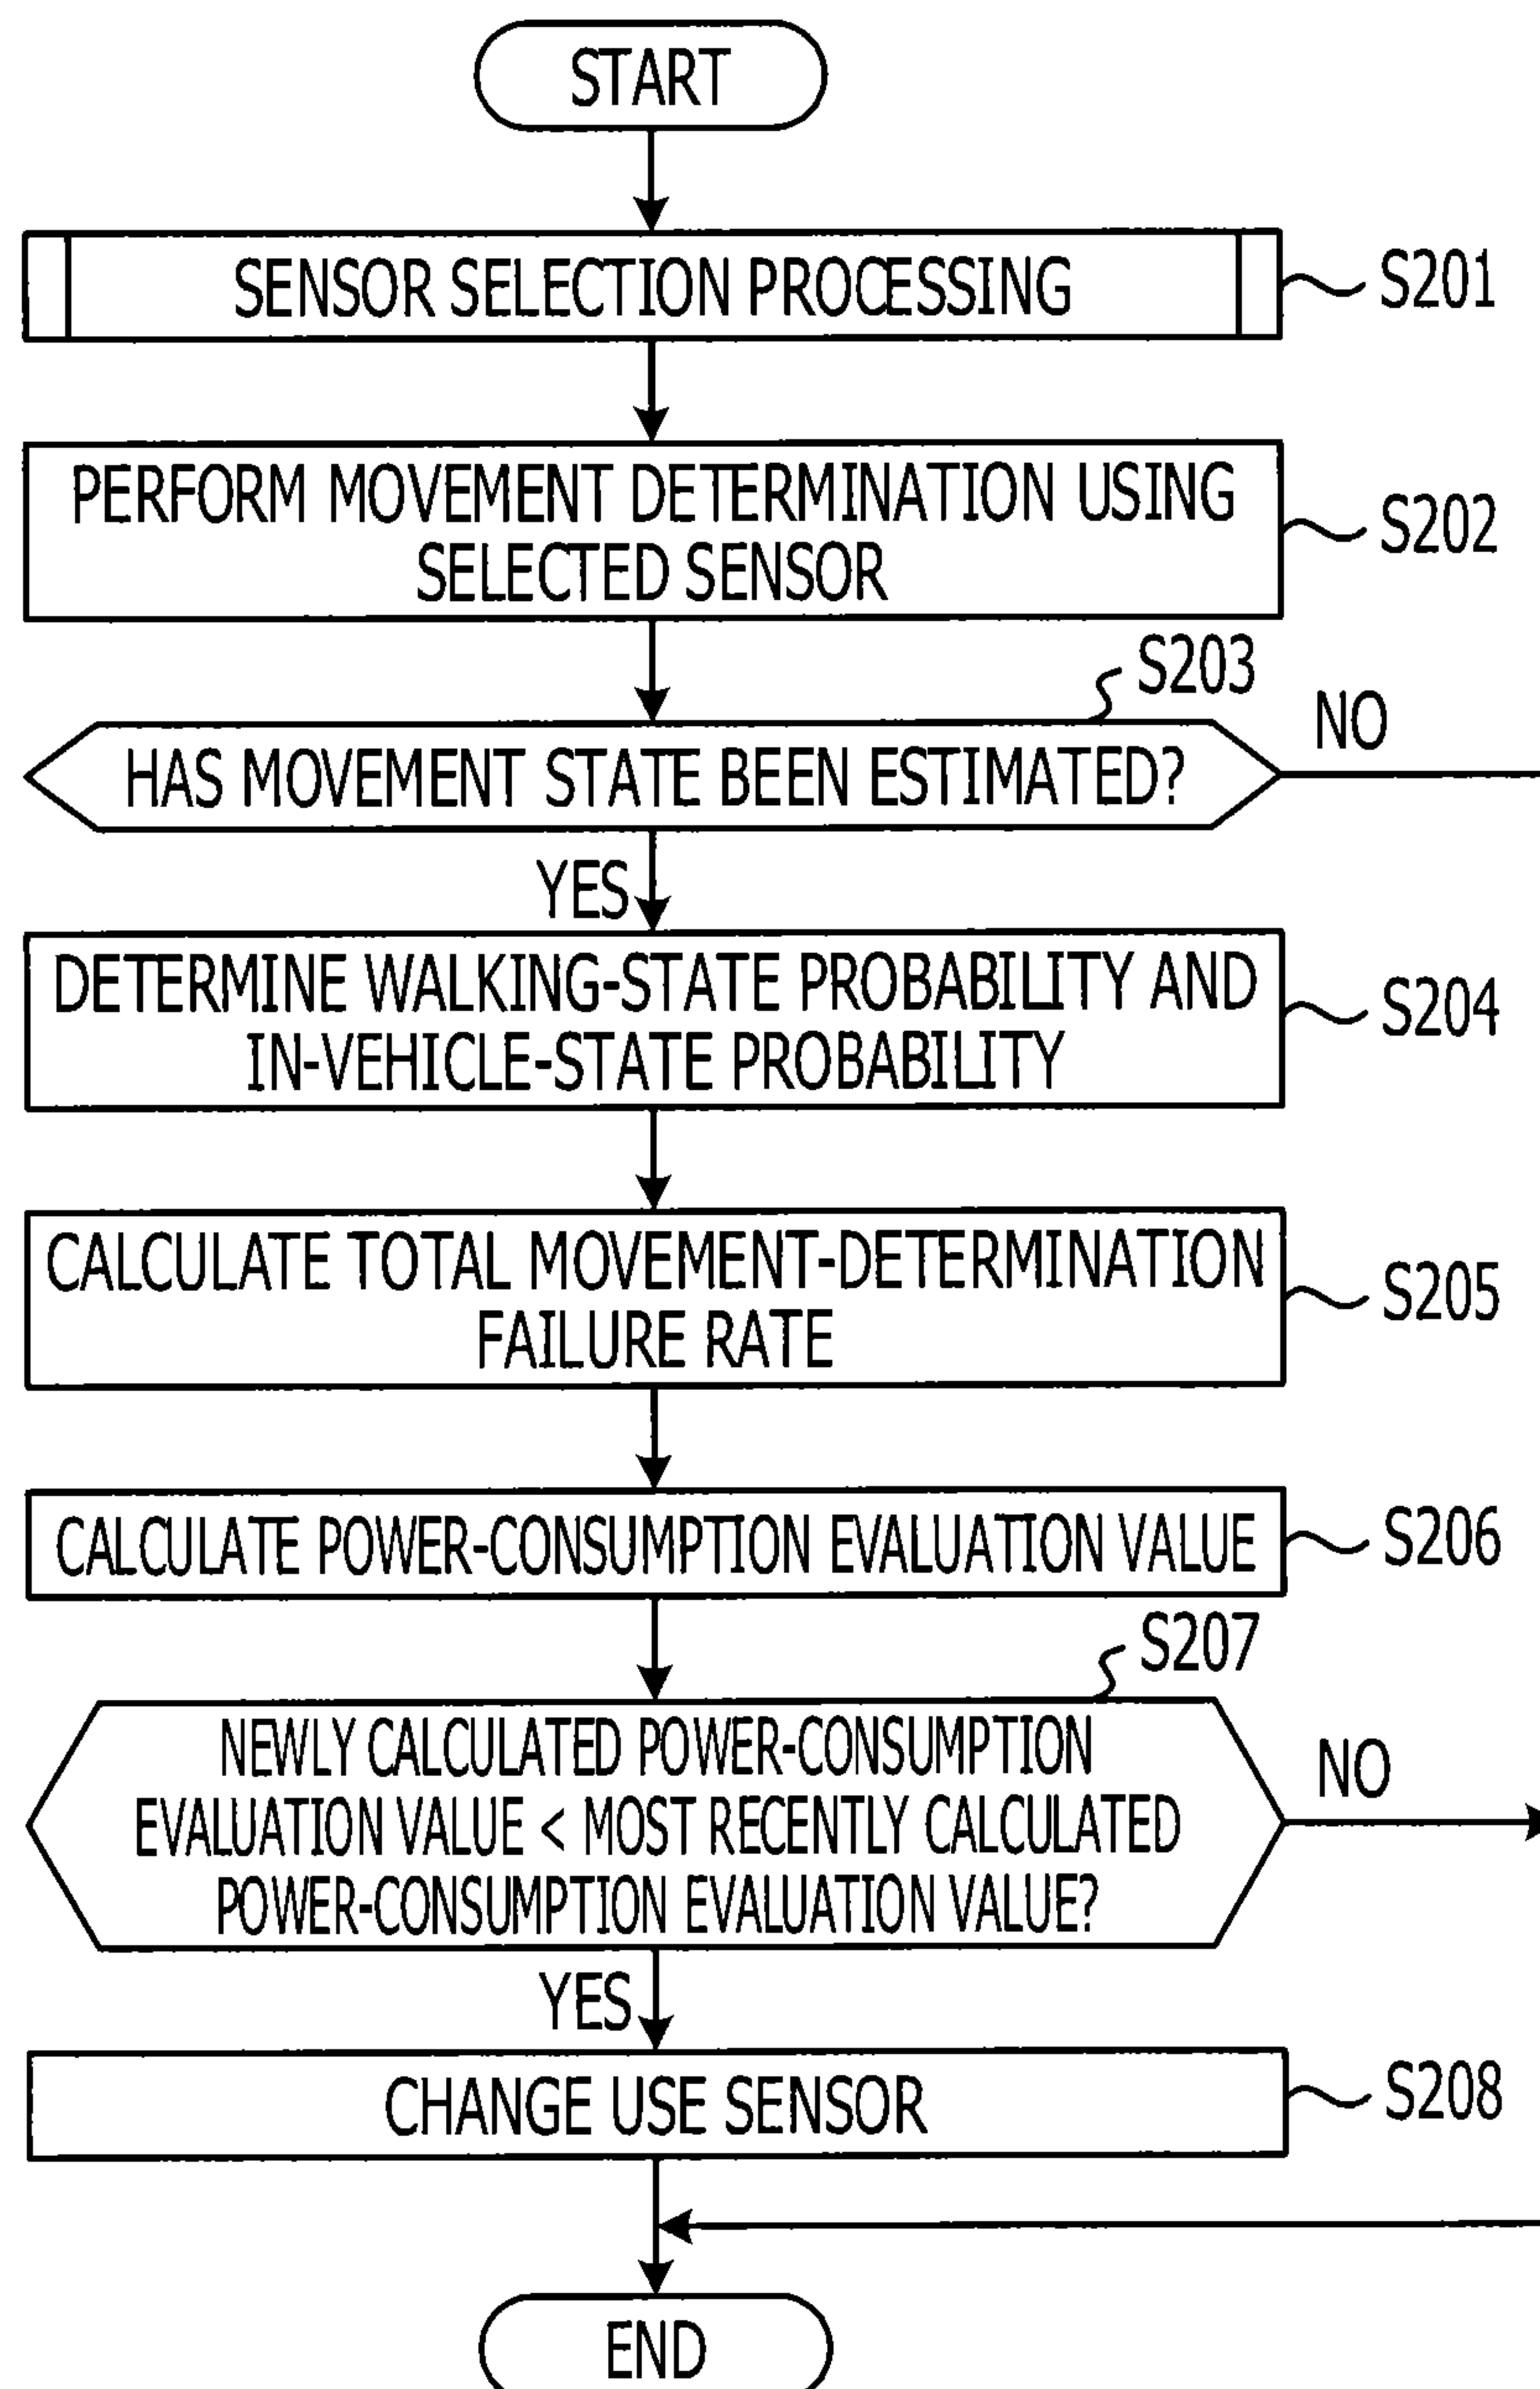 START
SENSOR SELECTION PROCESSING
S201
PERFORM MOVEMENT DETERMINATION USING
SELECTED SENSOR
S202
S203
HAS MOVEMENT STATE BEEN ESTIMATED?
NO
YES
DETERMINE WALKING-STATE PROBABILITY AND
IN-VEHICLE-STATE PROBABILITY
S204
CALCULATE TOTAL MOVEMENT-DETERMINATION
FAILURE RATE
S205
CALCULATE POWER-CONSUMPTION EVALUATION VALUE
S206
S207
NEWLY CALCULATED POWER-CONSUMPTION
EVALUATION VALUE < MOST RECENTLY CALCULATED
POWER-CONSUMPTION EVALUATION VALUE?
NO
YES
CHANGE USE SENSOR
S208
END